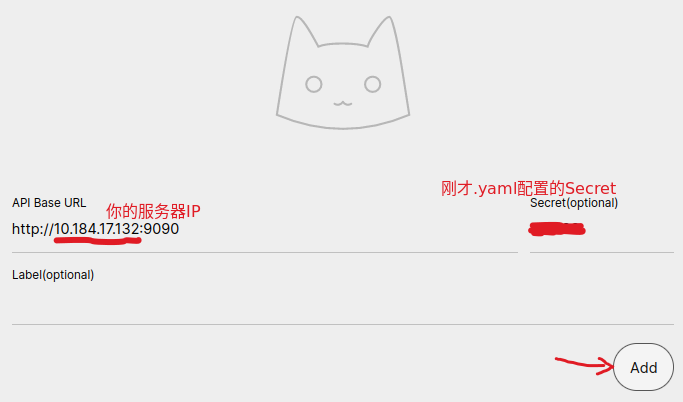 刚才.yaml配置的Secret
API Base URL
你的服务器IP
Secret(optional)
http://10.184.17.132:9090
Label(optional)
Add